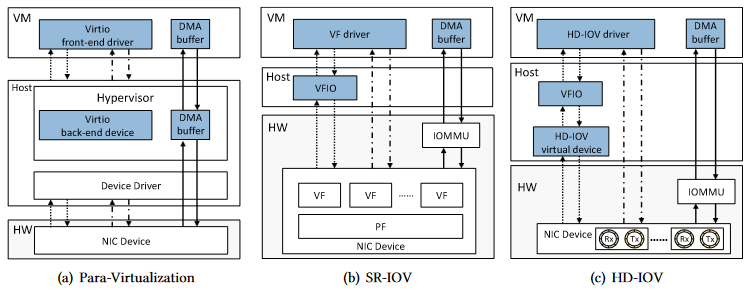 VM
Virtio
front-end driver
DMA
buffer
Host
Hypervisor
Virtio
back-end device
DMA
buffer
Device Driver
HW
NIC Device
(a) Para-Virtualization
VM
VF driver
DMA
buffer
Host
VFIO
HW
IOMMU
VF
VF
......
VF
PF
NIC Device
(b) SR-IOV
VM
HD-IOV driver
DMA
buffer
Host
VFIO
HD-IOV
virtual device
HW
IOMMU
NIC Device
Rx
Tx
......
Rx
Tx
(c) HD-IOV